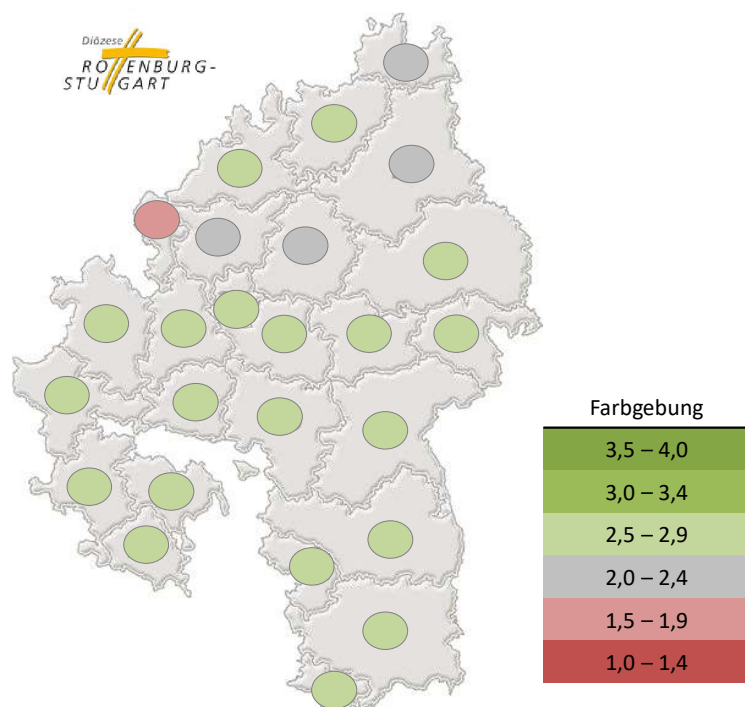 Diözese
ROTTENBURG-
STUTTGART
Farbgebung
3,5 – 4,0
3,0 – 3,4
2,5 – 2,9
2,0 – 2,4
1,5 – 1,9
1,0 – 1,4